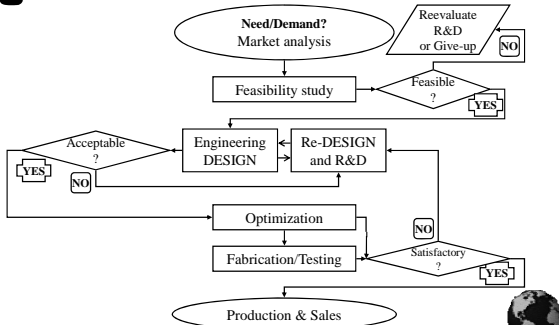 Need/Demand?
Market analysis
Reevaluate
R&D
or Give-up
NO
Feasibility study
Feasible
?
YES
Acceptable
?
Engineering
DESIGN
Re-DESIGN
and R&D
YES
NO
Optimization
NO
Fabrication/Testing
Satisfactory
?
YES
Production & Sales